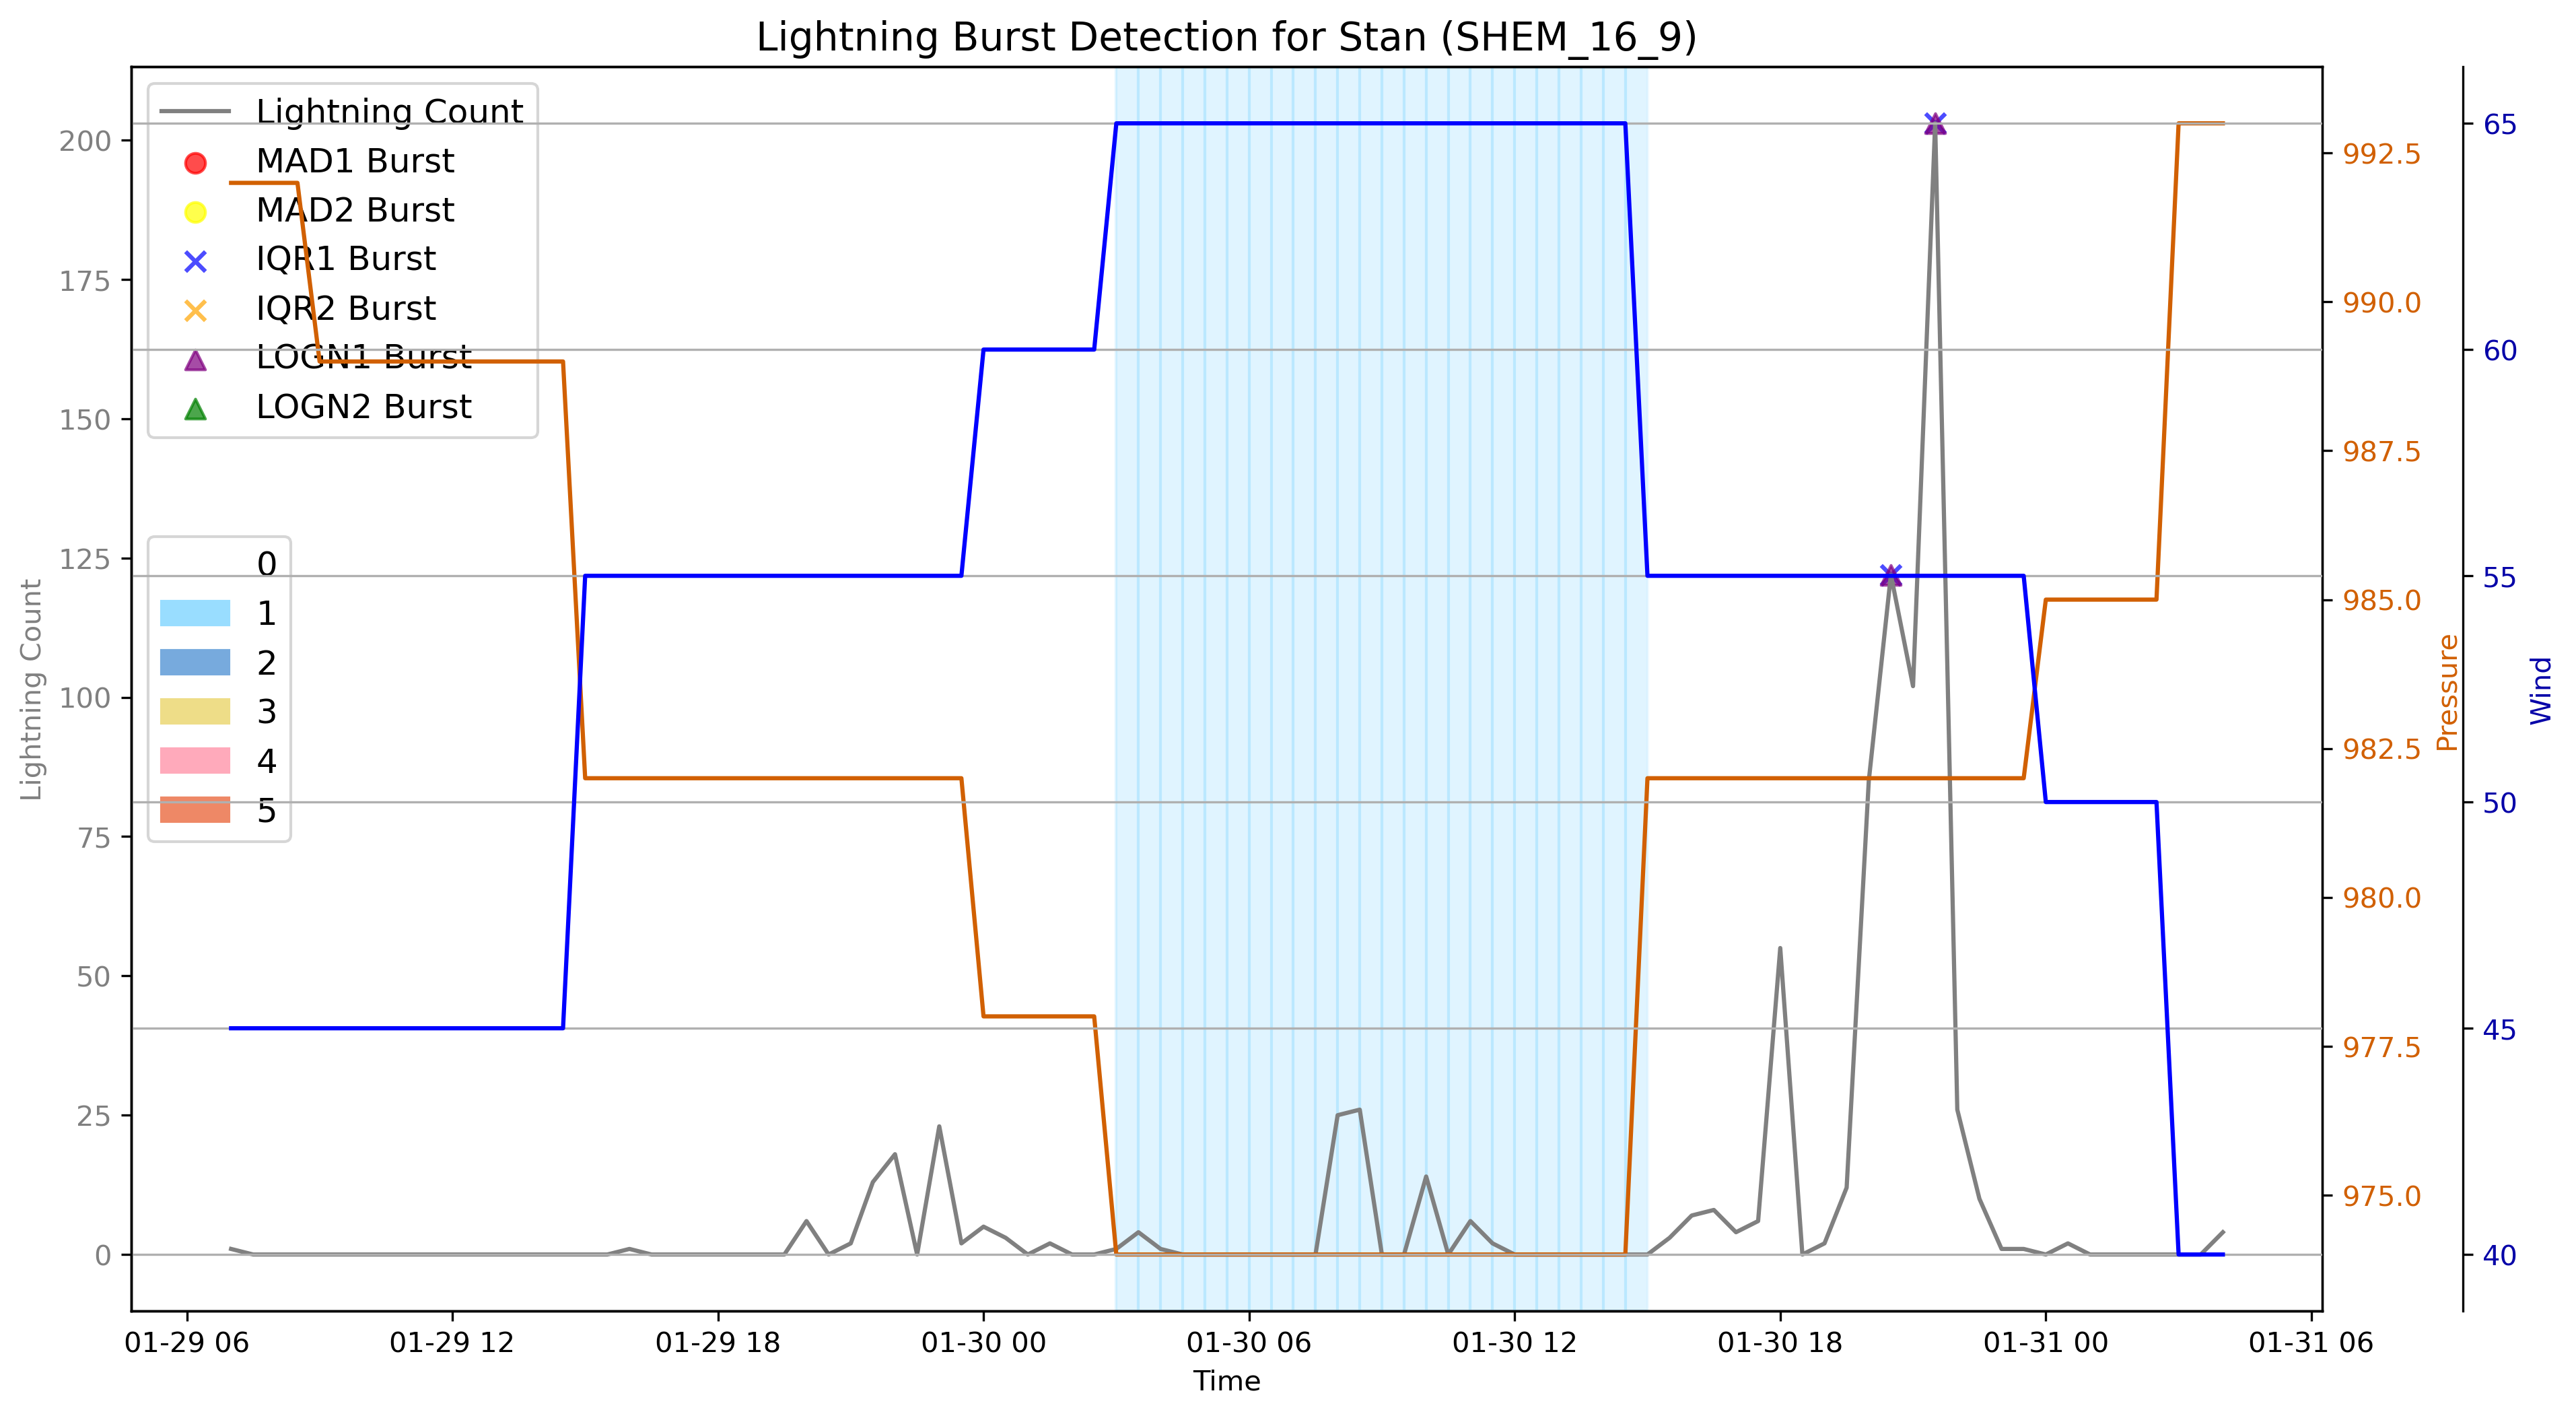 Lightning Burst Detection for Stan (SHEM_16_9)
Lightning Count
MAD1 Burst
MAD2 Burst
IQR1 Burst
IQR2 Burst
LOGN1 Burst
LOGN2 Burst
0
1
2
3
4
5
200
175
150
125
100
75
50
25
0
Lightning Count
992.5
990.0
987.5
985.0
982.5
980.0
977.5
975.0
Pressure
65
60
55
50
45
40
Wind
01-29 06 01-29 12 01-29 18 01-30 00 01-30 06 01-30 12 01-30 18 01-31 00 01-31 06
Time